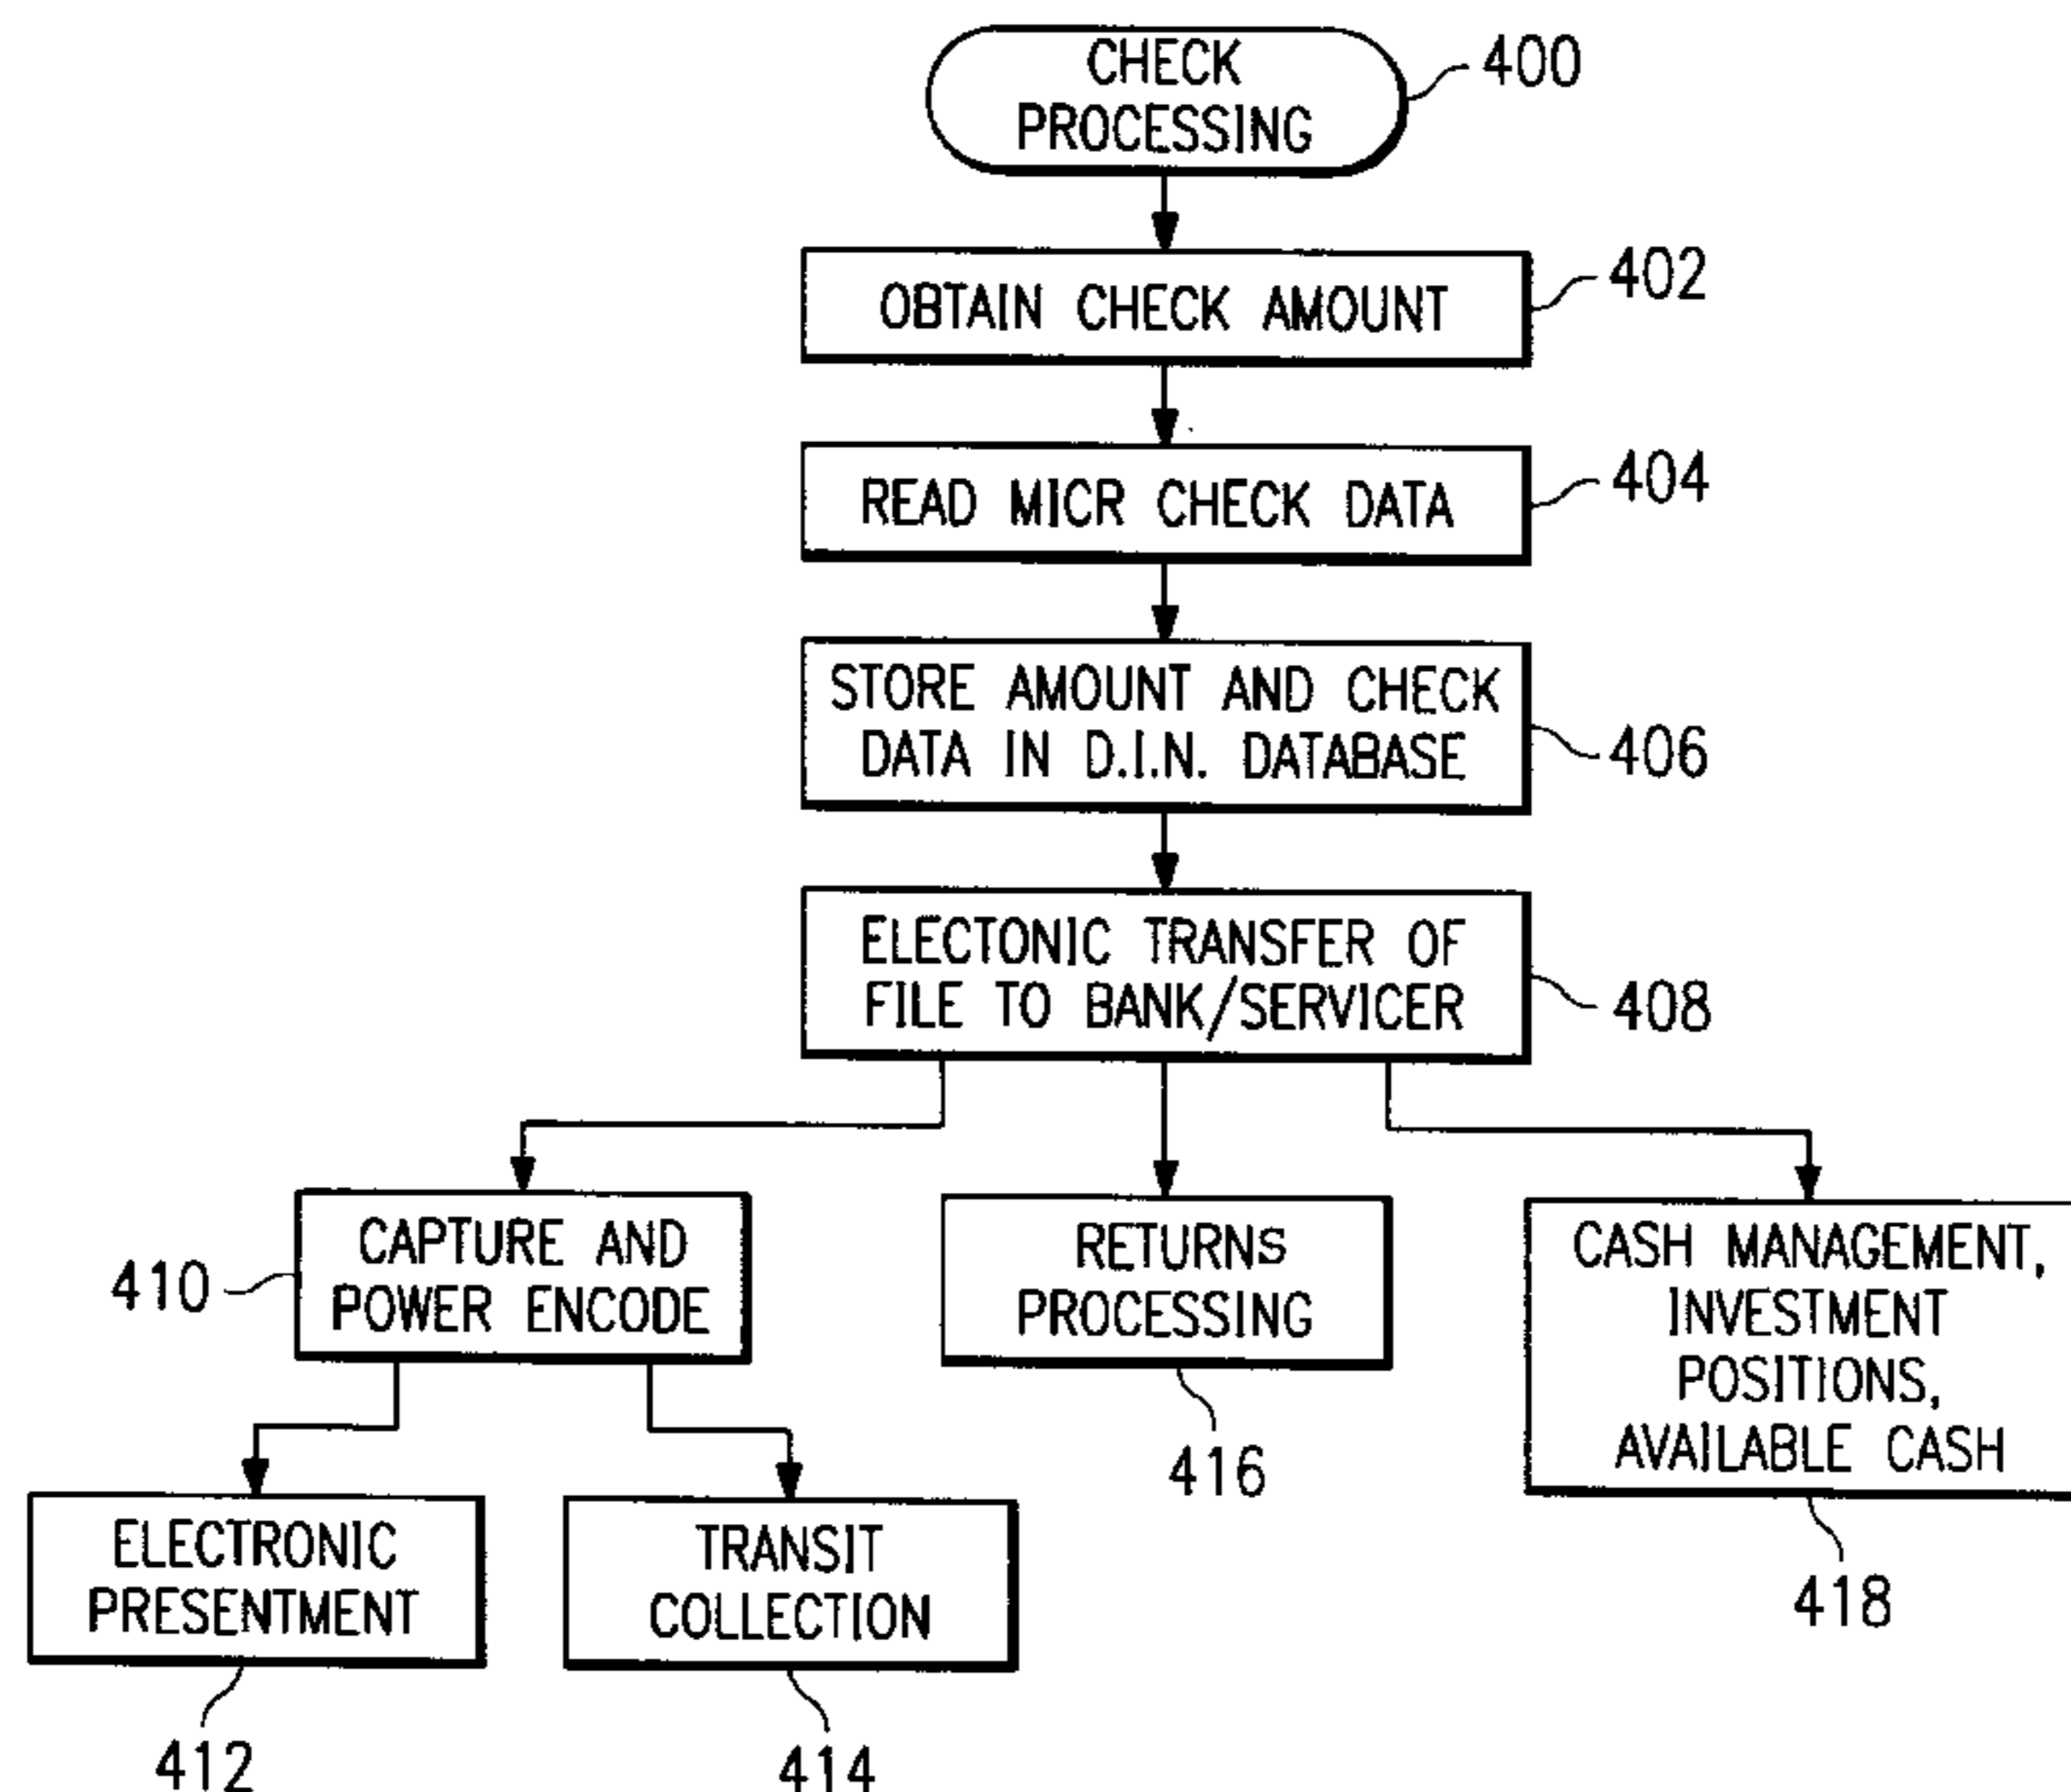 CHECK
PROCESSING
400
OBTAIN CHECK AMOUNT
402
READ MICR CHECK DATA
404
STORE AMOUNT AND CHECK
DATA IN D.I.N. DATABASE
406
ELECTONIC TRANSFER OF
FILE TO BANK/SERVICER
408
CAPTURE AND
POWER ENCODE
410
RETURNS
PROCESSING
416
CASH MANAGEMENT,
INVESTMENT
POSITIONS,
AVAILABLE CASH
418
ELECTRONIC
PRESENTMENT
412
TRANSIT
COLLECTION
414